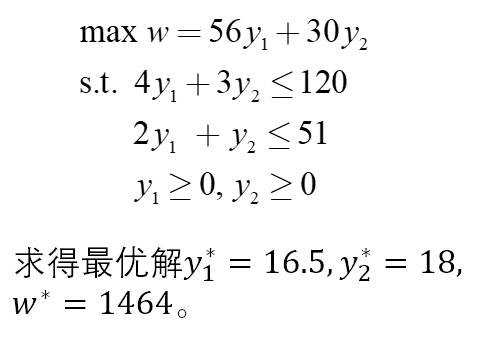 max w = 56y₁ + 30y₂
s.t. 4y₁ + 3y₂ ≤ 120
2y₁ + y₂ ≤ 51
y₁ ≥ 0, y₂ ≥ 0
求得最优解y₁* = 16.5, y₂* = 18,
w* = 1464。